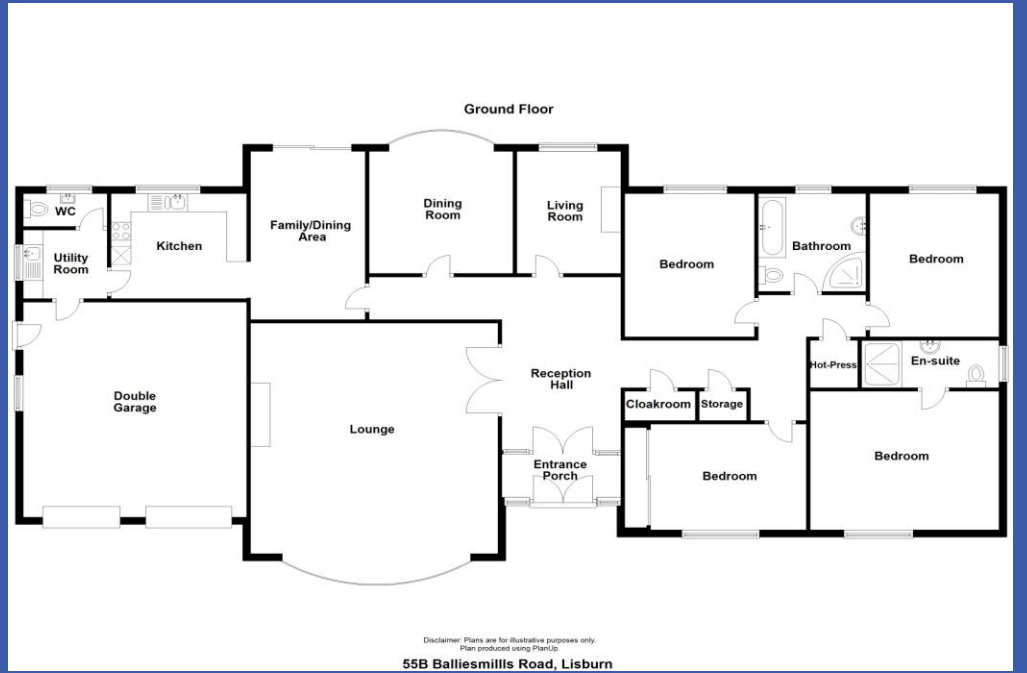 Ground Floor
WC
Utility
Room
Kitchen
Family/Dining
Area
Dining
Room
Living
Room
Bedroom
Bathroom
Bedroom
Double
Garage
Lounge
Reception
Hall
Hot-Press
En-suite
Cloakroom
Storage
Entrance
Porch
Bedroom
Bedroom
Disclaimer: Plans are for illustrative purposes only.
Plan produced using PlanUp.
55B Balliesmillls Road, Lisburn